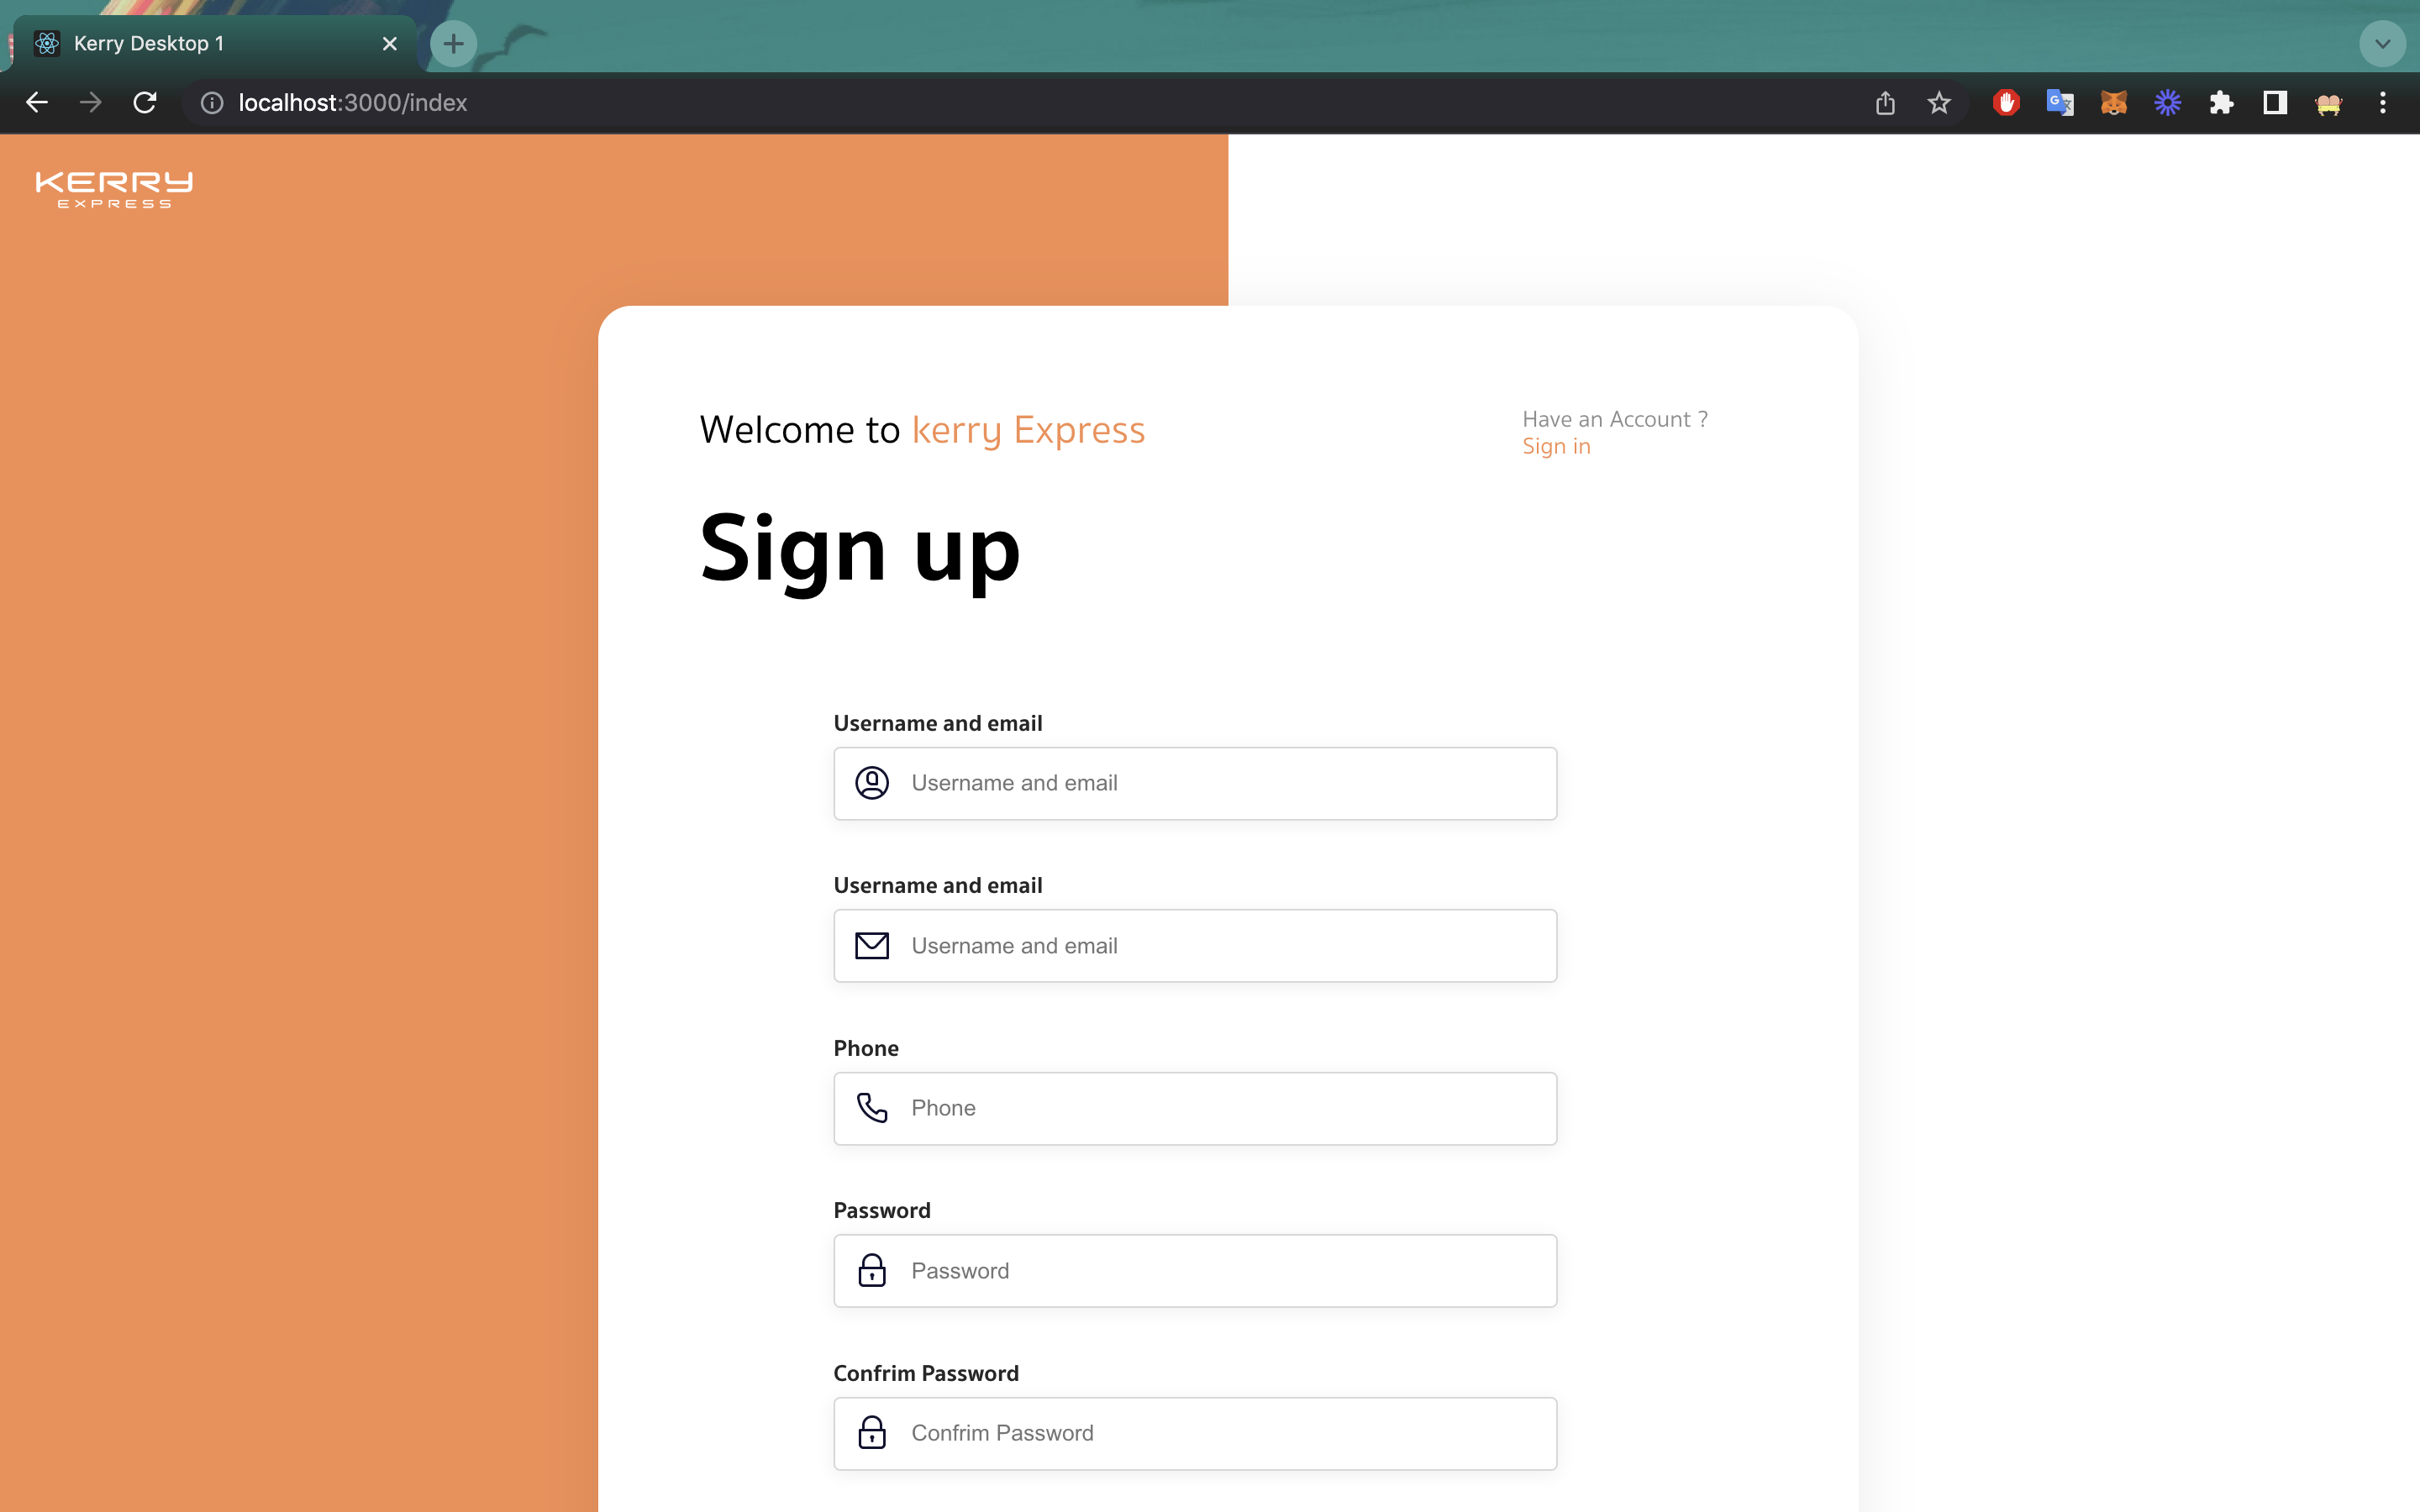 Kerry Desktop 1
localhost:3000/index
KERRY
EXPRESS
Welcome to kerry Express
Have an Account ?
Sign in
Sign up
Username and email
Username and email
Username and email
Username and email
Phone
Phone
Password
Password
Confrim Password
Confrim Password